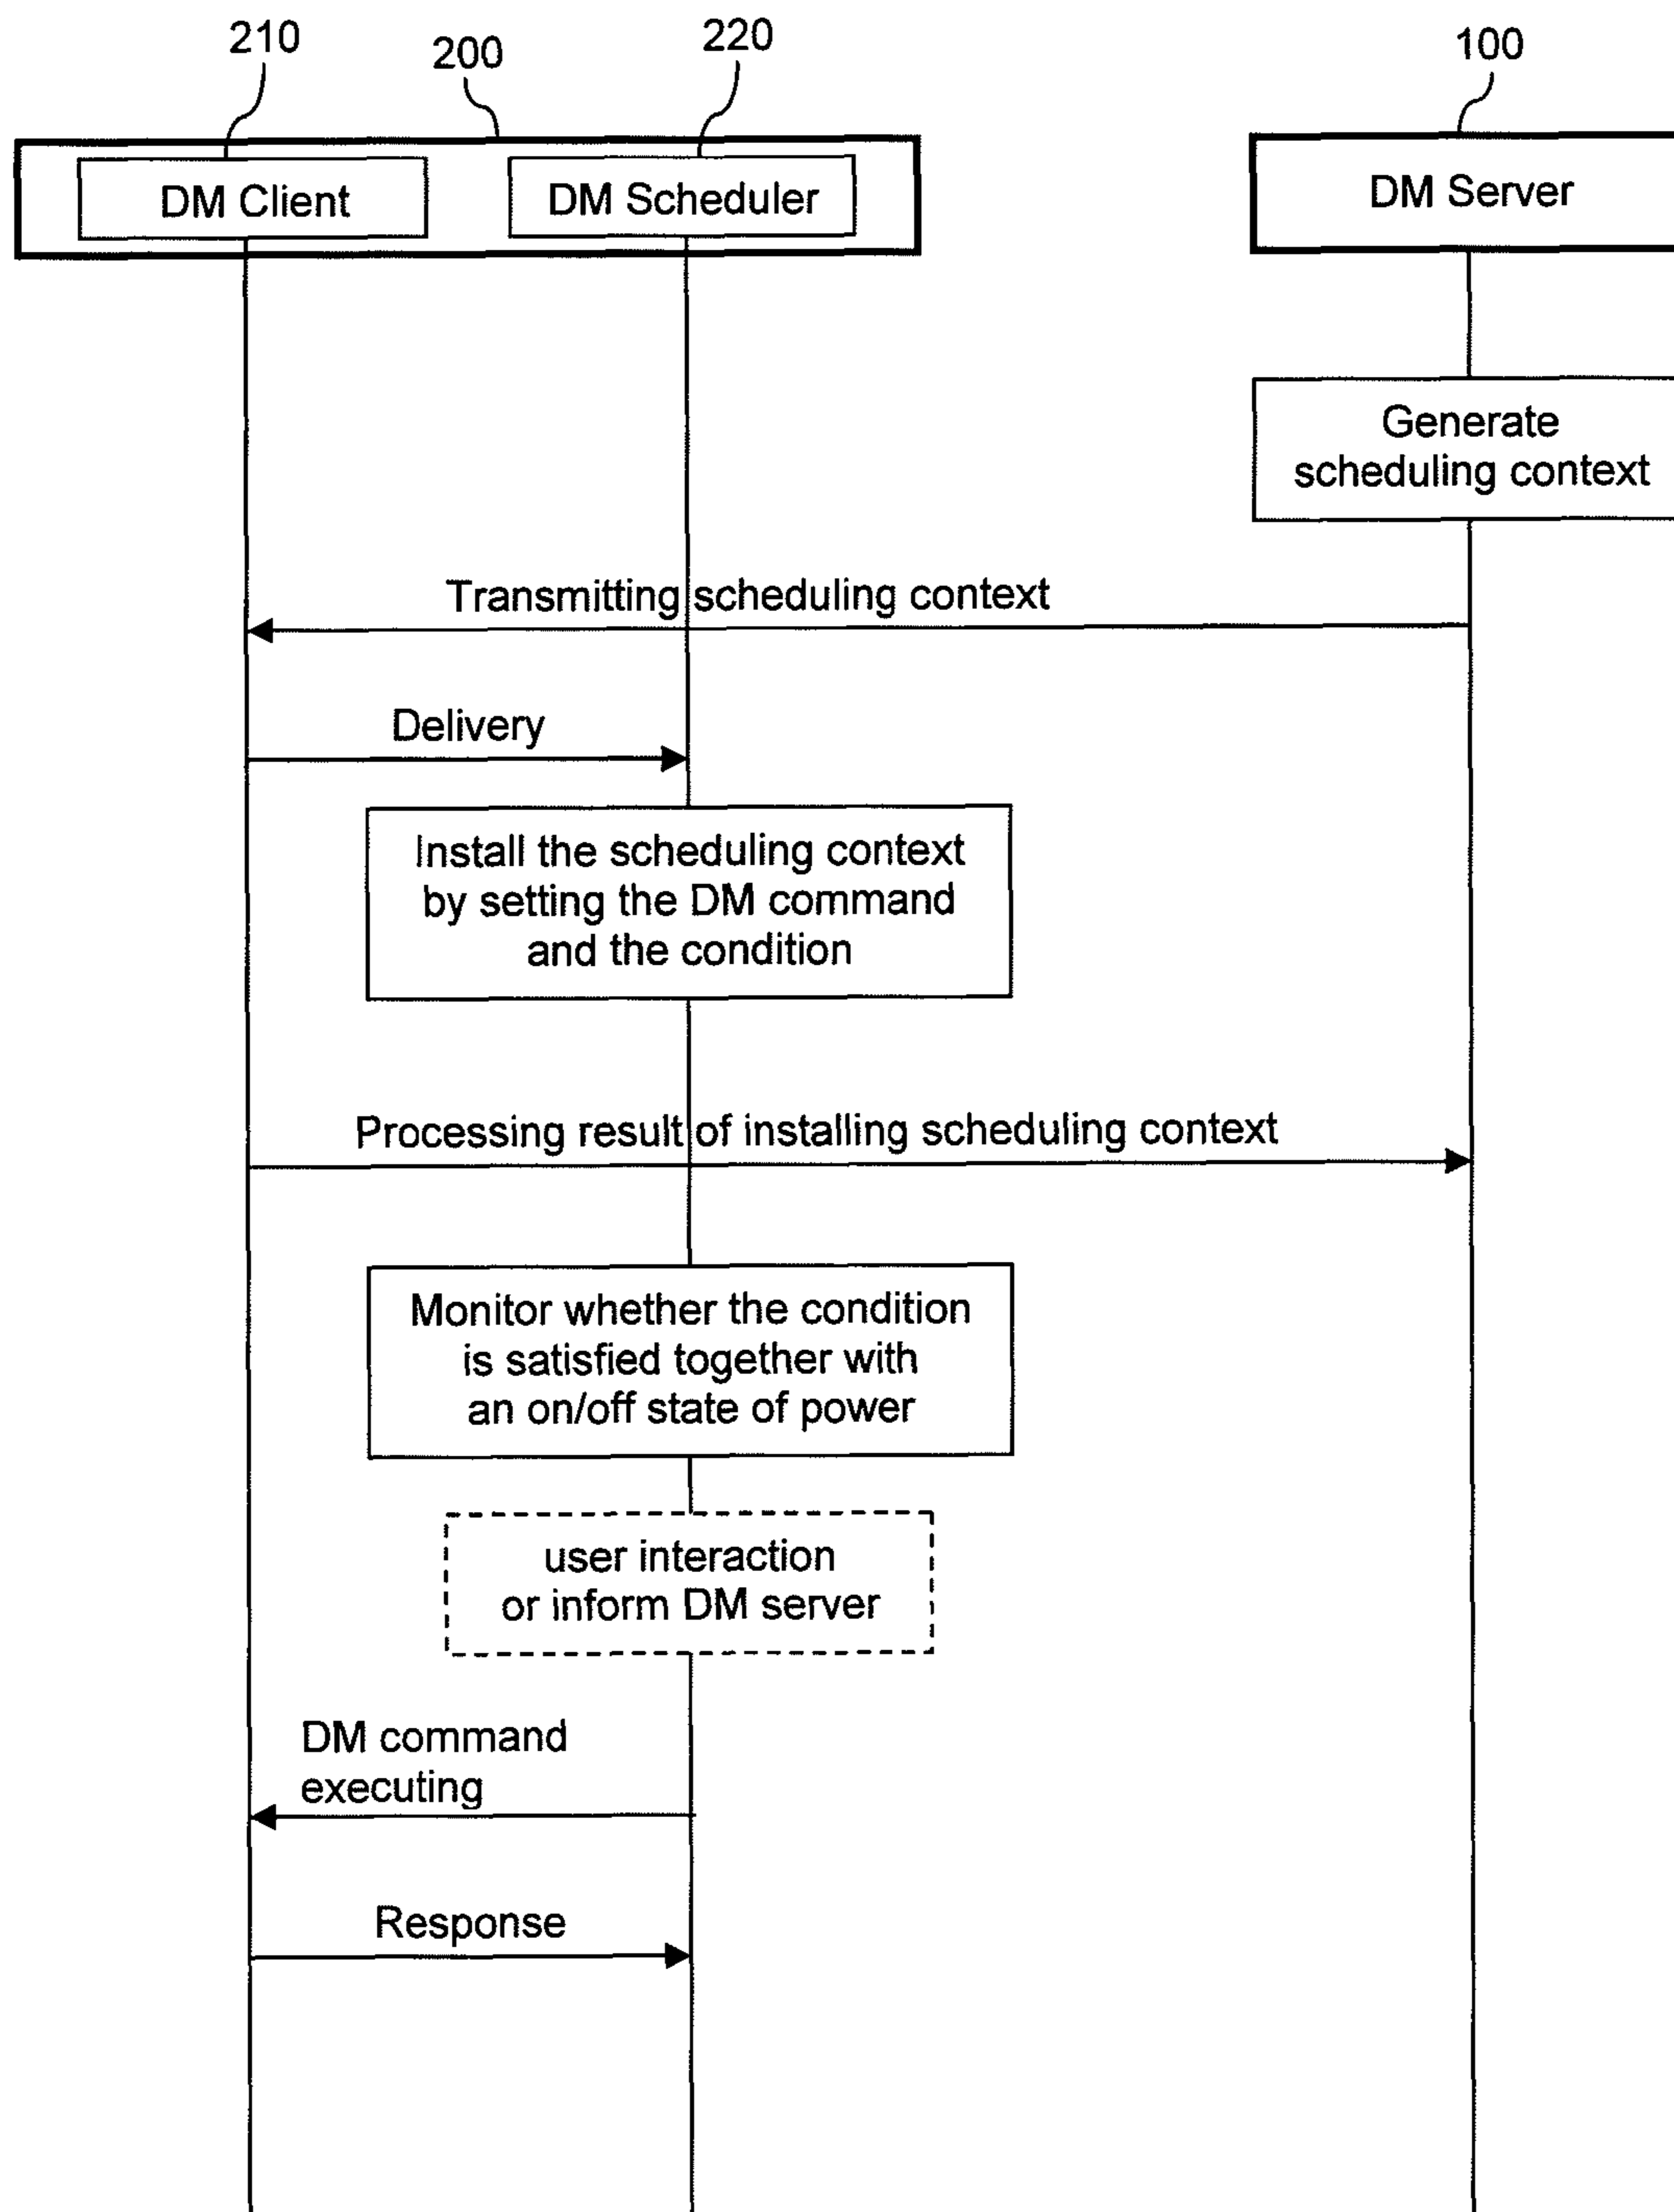 210
200
220
100
DM Client
DM Scheduler
DM Server
Generate
scheduling context
Transmitting scheduling context
Delivery
Install the scheduling context
by setting the DM command
and the condition
Processing result of installing scheduling context
Monitor whether the condition
is satisfied together with
an on/off state of power
user interaction
or inform DM server
DM command
executing
Response